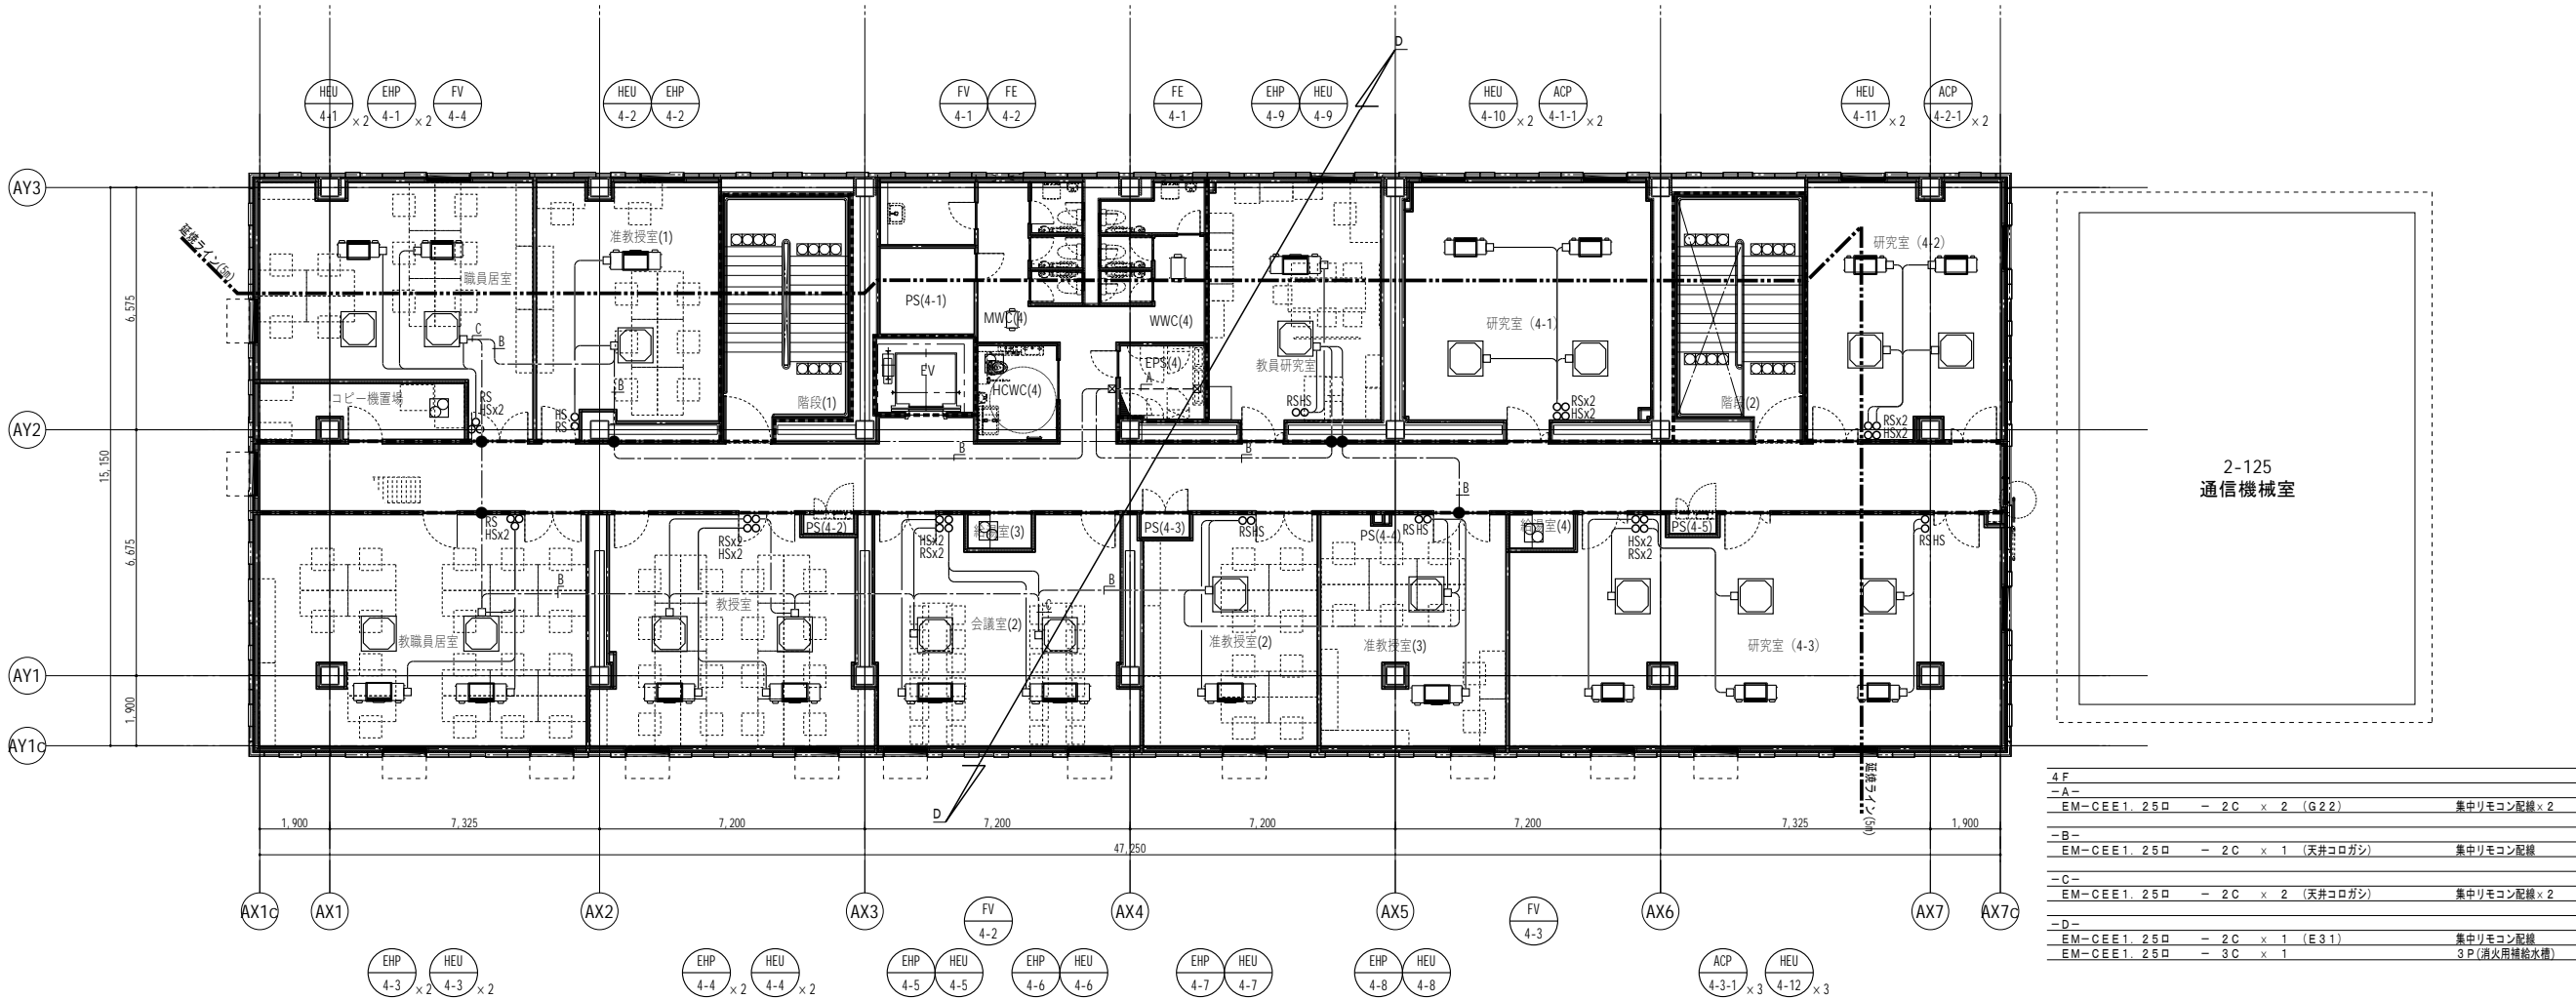 D
HEU 4-1 ×2
EHP 4-1 ×2
FV 4-4
HEU 4-2
EHP 4-2
FV 4-1
FE 4-2
FE 4-1
EHP 4-9
HEU 4-9
HEU 4-10 ×2
ACP 4-1-1 ×2
HEU 4-11 ×2
ACP 4-2-1 ×2
AY3
延焼ライン(5m)
職員居室
准教授室(1)
PS(4-1)
MWC(4)
WWC(4)
研究室(4-1)
研究室(4-2)
C
B
教員研究室
EV
HCWC(4)
EPS(4)
A
B
コピー機置場
階段(1)
階段(2)
RS
HSx2
HS
RS
RSHS
RSx2
HSx2
RSx2
HSx2
AY2
6,575
B
B
B
2-125
通信機械室
15,150
RS
HSx2
RSx2
HSx2
PS(4-2)
HSx2
RSx2
給湯室(3)
PS(4-3)
RSHS
PS(4-4)
RSHS
給湯室(4)
HSx2
RSx2
PS(4-5)
RSHS
6,675
B
B
教職員居室
教授室
会議室(2)
C
准教授室(2)
准教授室(3)
研究室(4-3)
AY1
1,900
AY1c
延焼ライン(5m)
D
1,900
7,325
7,200
7,200
7,200
7,200
7,325
1,900
47,250
AX1c
AX1
AX2
AX3
AX4
AX5
AX6
AX7
AX7c
FV 4-2
FV 4-3
EHP 4-3 ×2
HEU 4-3 ×2
EHP 4-4 ×2
HEU 4-4 ×2
EHP 4-5
HEU 4-5
EHP 4-6
HEU 4-6
EHP 4-7
HEU 4-7
EHP 4-8
HEU 4-8
ACP 4-3-1 ×3
HEU 4-12 ×3
4F
-A-
EM-CEE1.25□ - 2C × 2 (G22) 集中リモコン配線×2
-B-
EM-CEE1.25□ - 2C × 1 (天井コロガシ) 集中リモコン配線
-C-
EM-CEE1.25□ - 2C × 2 (天井コロガシ) 集中リモコン配線×2
-D-
EM-CEE1.25□ - 2C × 1 (E31) 集中リモコン配線
EM-CEE1.25□ - 3C × 1 3P(消火用補給水槽)